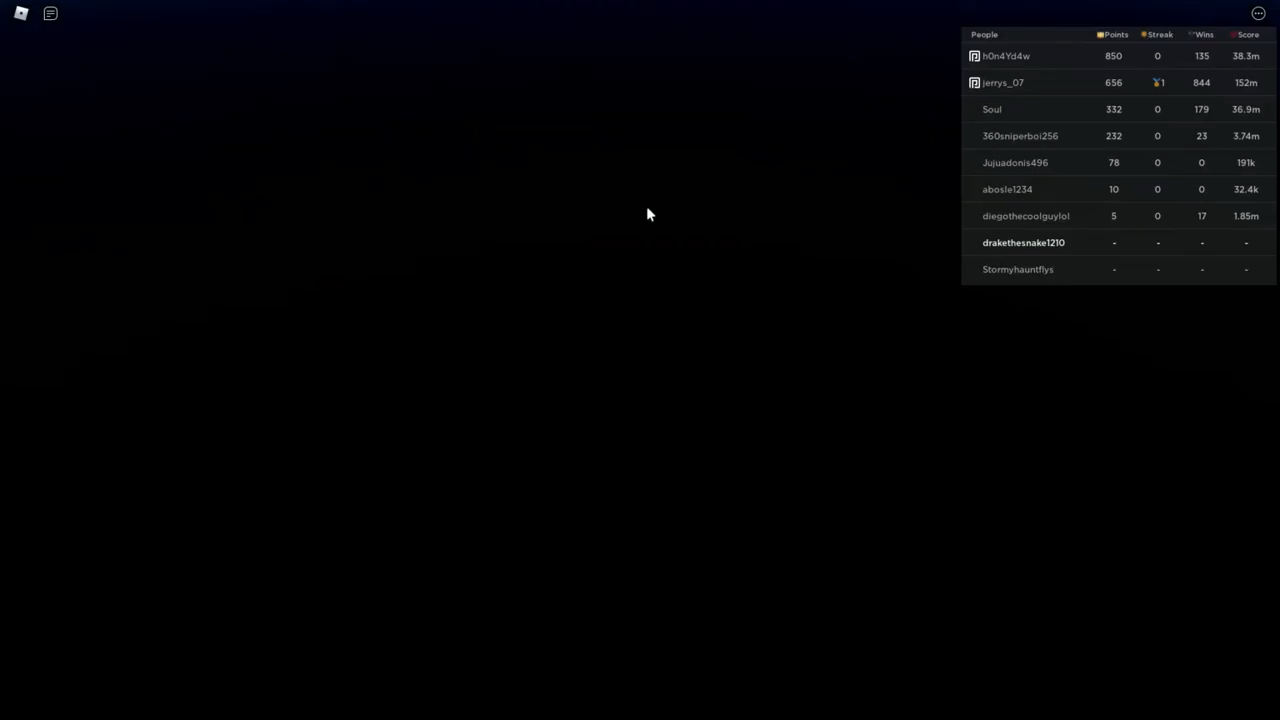 People Points Streak Wins Score
h0n4Yd4w 850 0 135 38.3m
jerrys_07 656 1 844 152m
Soul 332 0 179 36.9m
360sniperboi256 232 0 23 3.74m
Jujuadonis496 78 0 0 191k
abosle1234 10 0 0 32.4k
diegothecoolguylol 5 0 17 1.85m
drakethesnake1210 - - - -
Stormyhauntflys - - - -